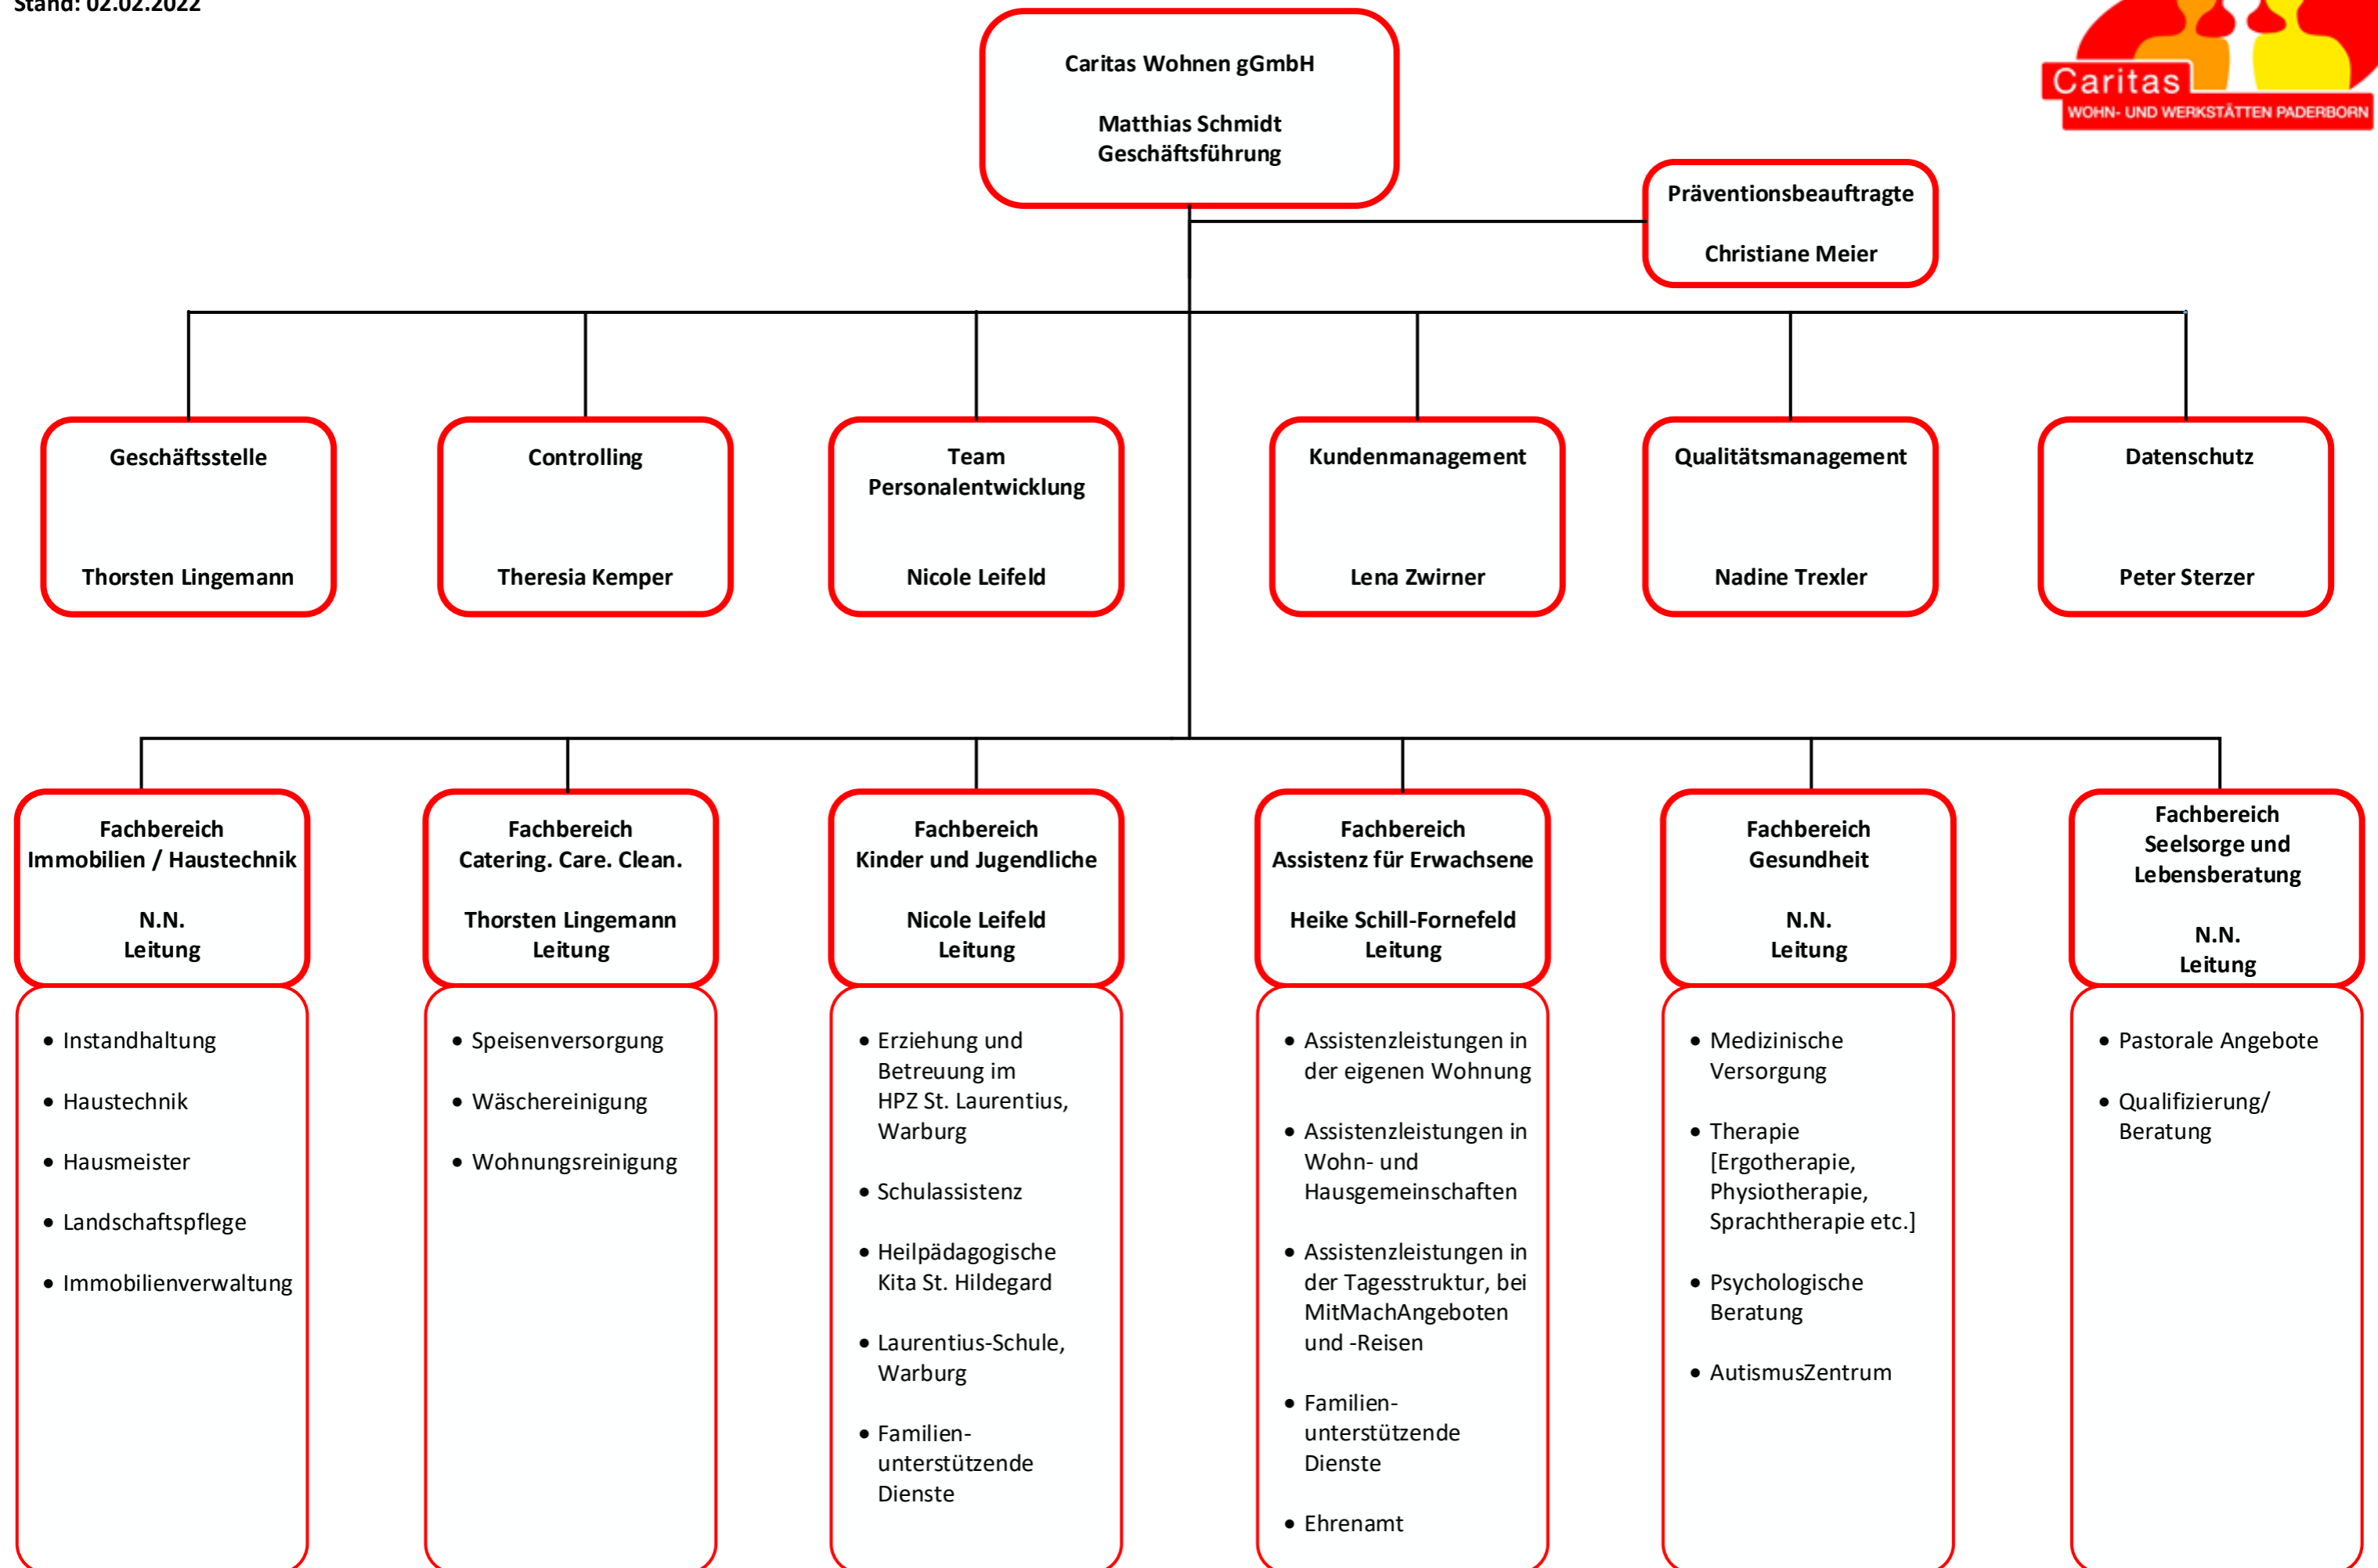 Stand: 02.02.2022
Caritas
WOHN- UND WERKSTÄTTEN PADERBORN
Caritas Wohnen gGmbH
Matthias Schmidt
Geschäftsführung
Präventionsbeauftragte
Christiane Meier
Geschäftsstelle
Thorsten Lingemann
Controlling
Theresia Kemper
Team
Personalentwicklung
Nicole Leifeld
Kundenmanagement
Lena Zwirner
Qualitätsmanagement
Nadine Trexler
Datenschutz
Peter Sterzer
Fachbereich
Immobilien / Haustechnik
N.N.
Leitung
• Instandhaltung
• Haustechnik
• Hausmeister
• Landschaftspflege
• Immobilienverwaltung
Fachbereich
Catering. Care. Clean.
Thorsten Lingemann
Leitung
• Speisenversorgung
• Wäschereinigung
• Wohnungsreinigung
Fachbereich
Kinder und Jugendliche
Nicole Leifeld
Leitung
• Erziehung und
Betreuung im
HPZ St. Laurentius,
Warburg
• Schulassistenz
• Heilpädagogische
Kita St. Hildegard
• Laurentius-Schule,
Warburg
• Familien-
unterstützende
Dienste
Fachbereich
Assistenz für Erwachsene
Heike Schill-Fornefeld
Leitung
• Assistenzleistungen in
der eigenen Wohnung
• Assistenzleistungen in
Wohn- und
Hausgemeinschaften
• Assistenzleistungen in
der Tagesstruktur, bei
MitMachAngeboten
und -Reisen
• Familien-
unterstützende
Dienste
• Ehrenamt
Fachbereich
Gesundheit
N.N.
Leitung
• Medizinische
Versorgung
• Therapie
[Ergotherapie,
Physiotherapie,
Sprachtherapie etc.]
• Psychologische
Beratung
• AutismusZentrum
Fachbereich
Seelsorge und
Lebensberatung
N.N.
Leitung
• Pastorale Angebote
• Qualifizierung/
Beratung